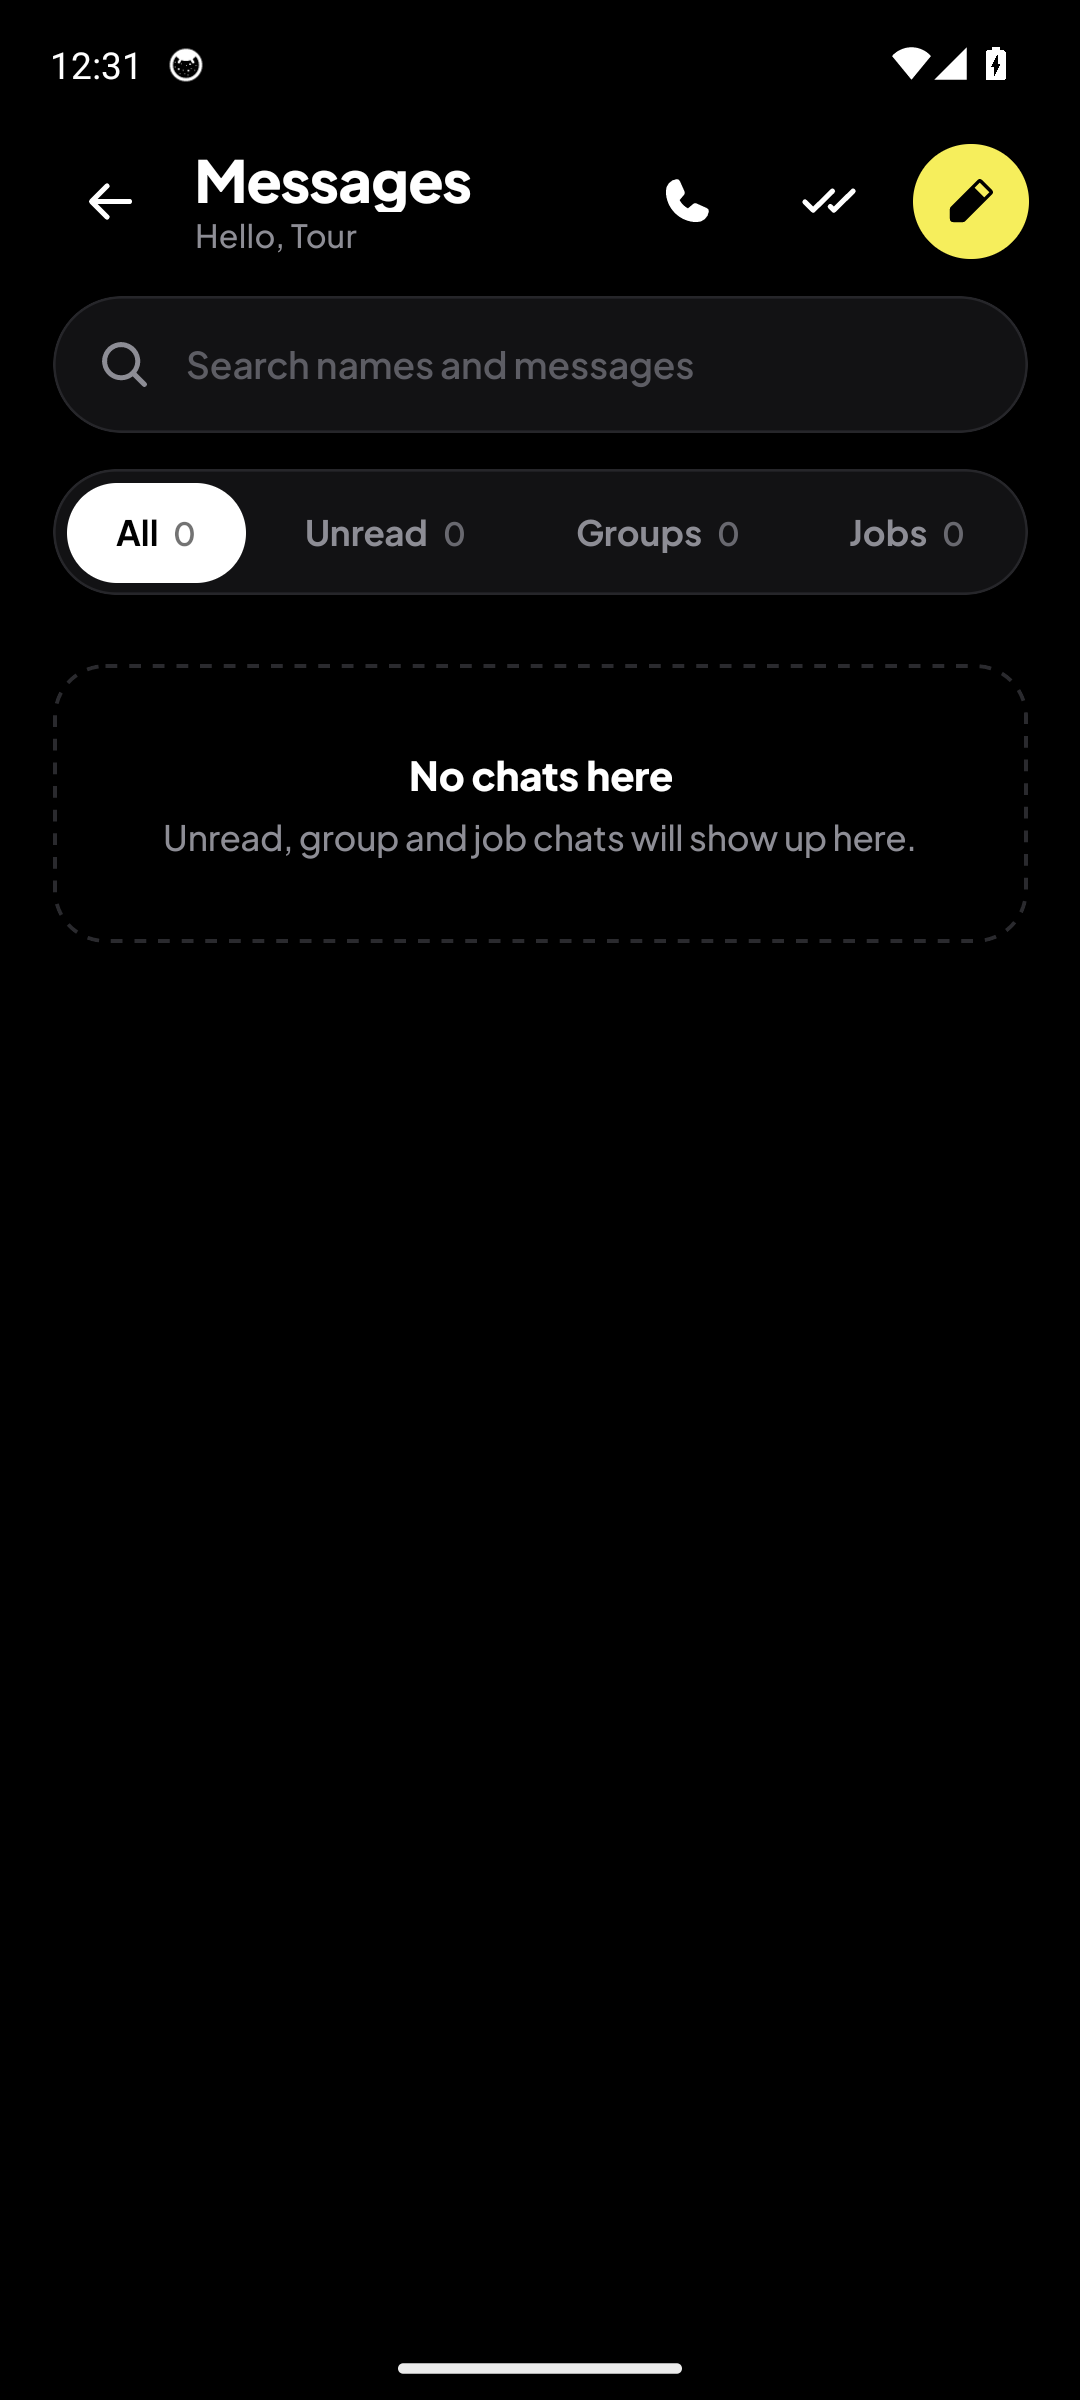 12:31
Messages
Hello, Tour
Search names and messages
All 0 Unread 0 Groups 0 Jobs 0
No chats here
Unread, group and job chats will show up here.